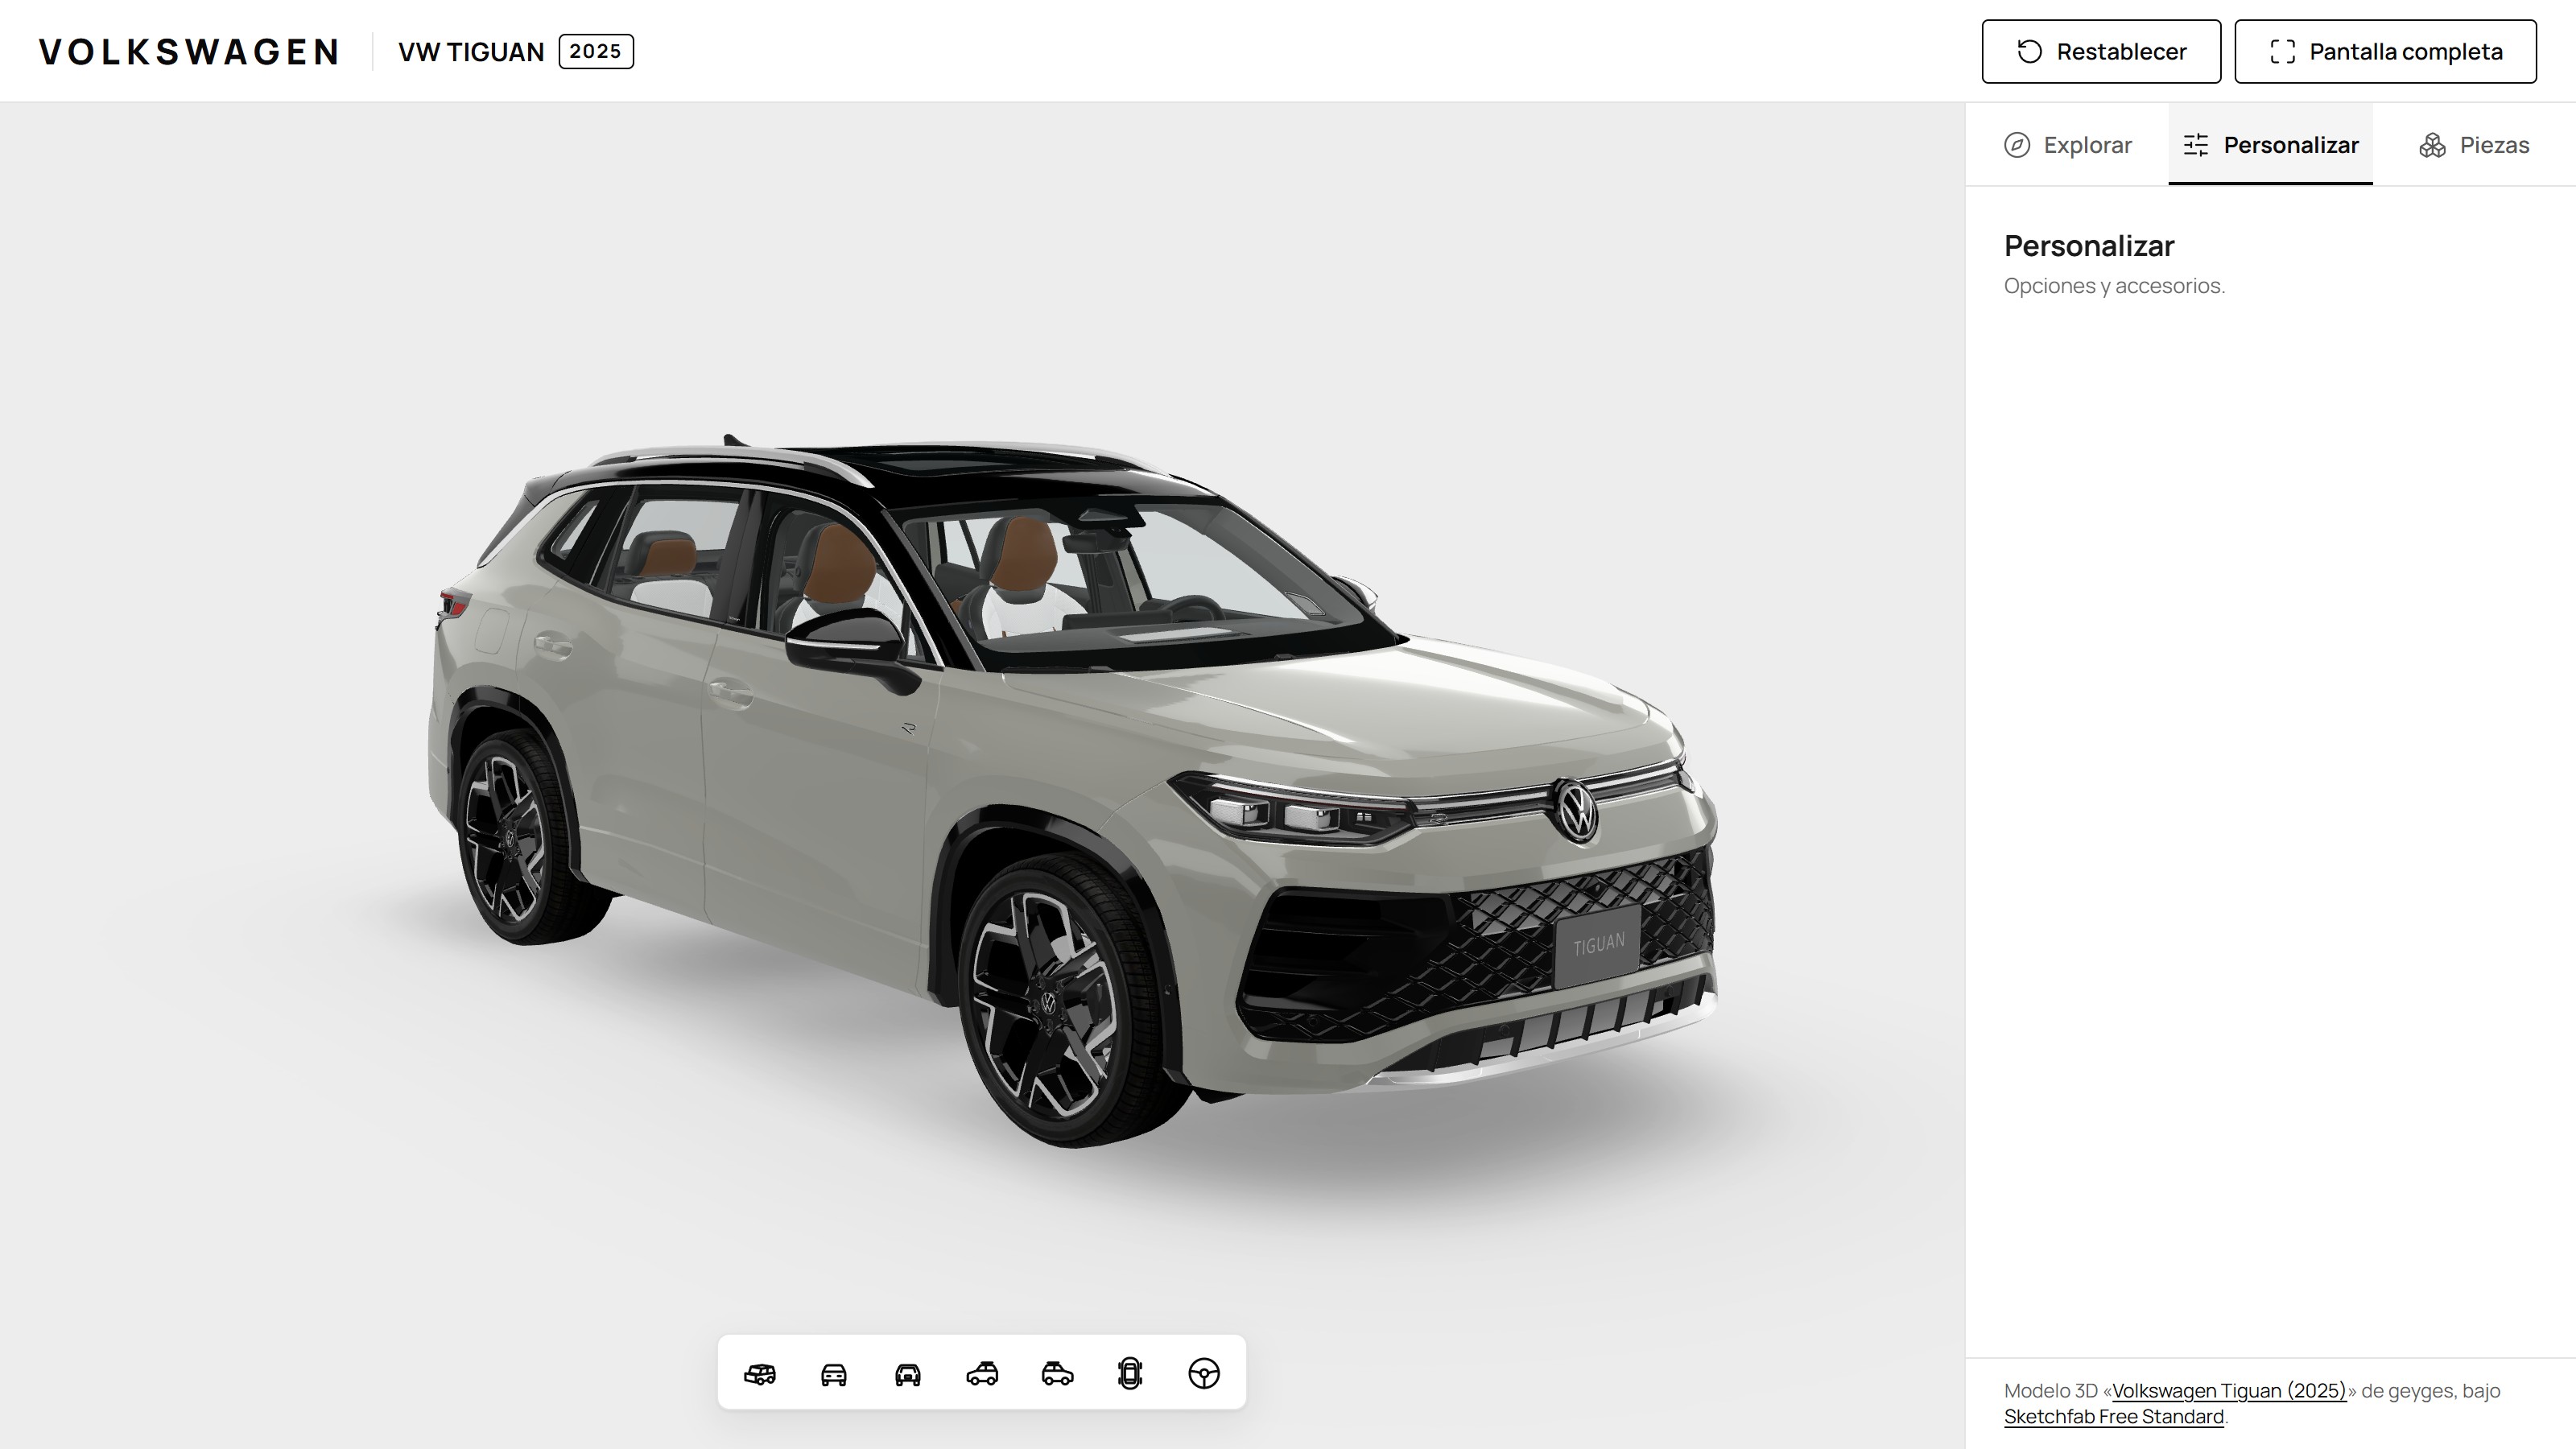 VOLKSWAGEN
VW TIGUAN 2025
Restablecer
Pantalla completa
Explorar
Personalizar
Piezas
Personalizar
Opciones y accesorios.
R
TIGUAN
Modelo 3D «Volkswagen Tiguan (2025)» de geyges, bajo
Sketchfab Free Standard.